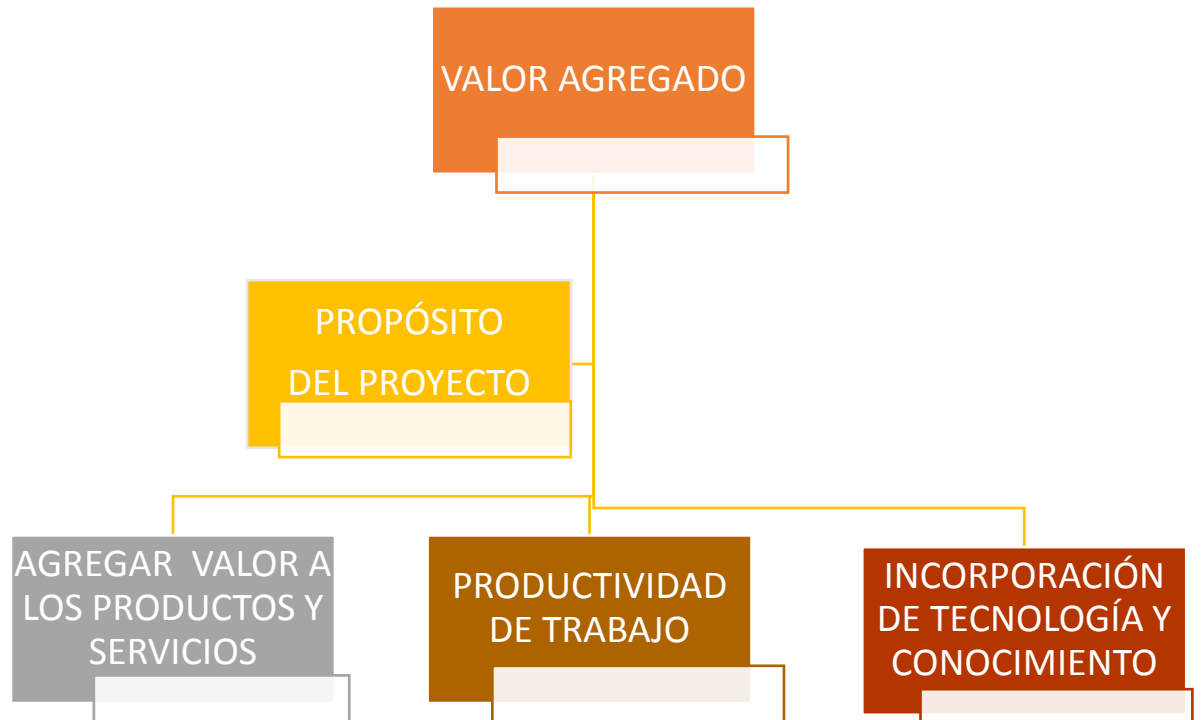 VALOR AGREGADO
PROPÓSITO
DEL PROYECTO
AGREGAR VALOR A
LOS PRODUCTOS Y
SERVICIOS
PRODUCTIVIDAD
DE TRABAJO
INCORPORACIÓN
DE TECNOLOGÍA Y
CONOCIMIENTO